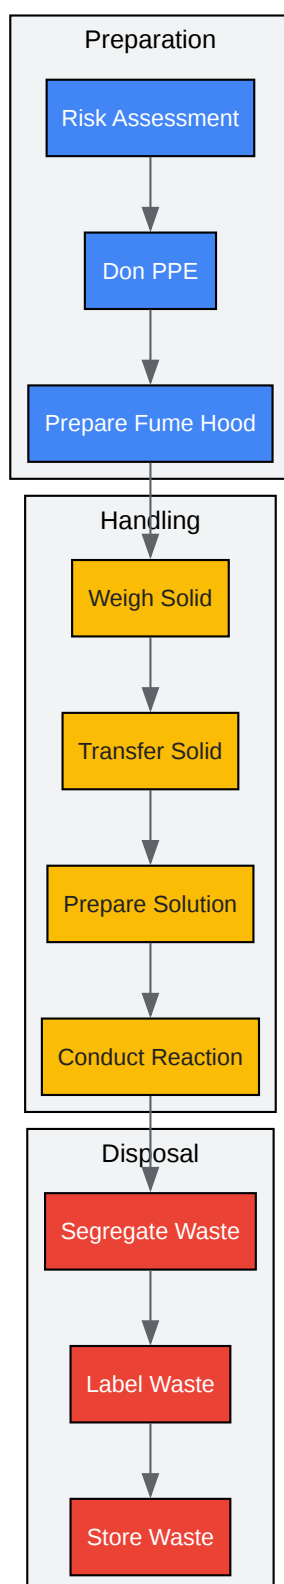 Preparation
Risk Assessment
Don PPE
Prepare Fume Hood
Handling
Weigh Solid
Transfer Solid
Prepare Solution
Conduct Reaction
Disposal
Segregate Waste
Label Waste
Store Waste